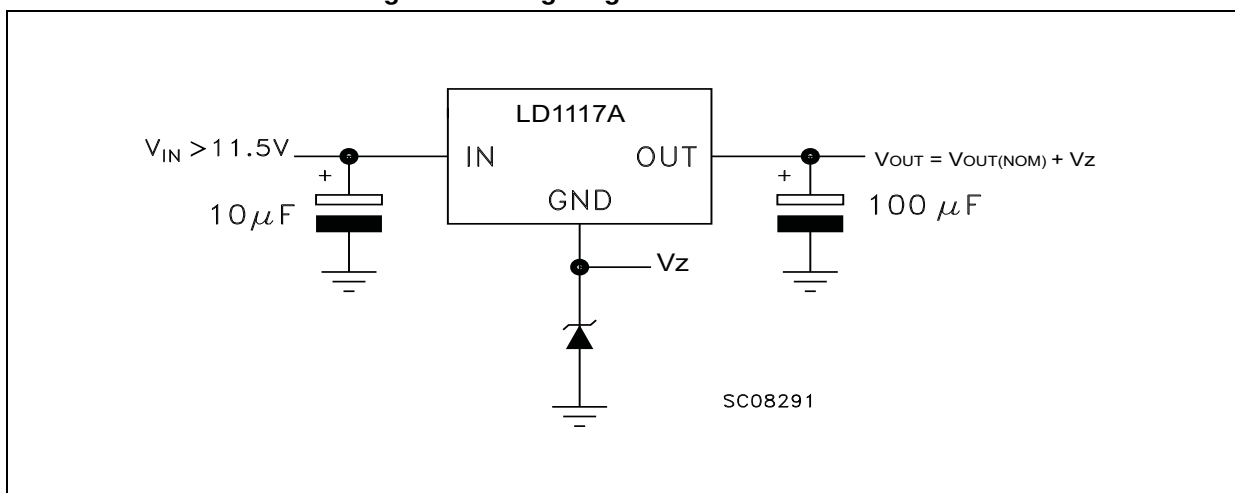 LD1117A
VIN >11.5V
IN
OUT
VOUT = VOUT(NOM) + Vz
+
+
10μF
GND
100 μF
Vz
SC08291